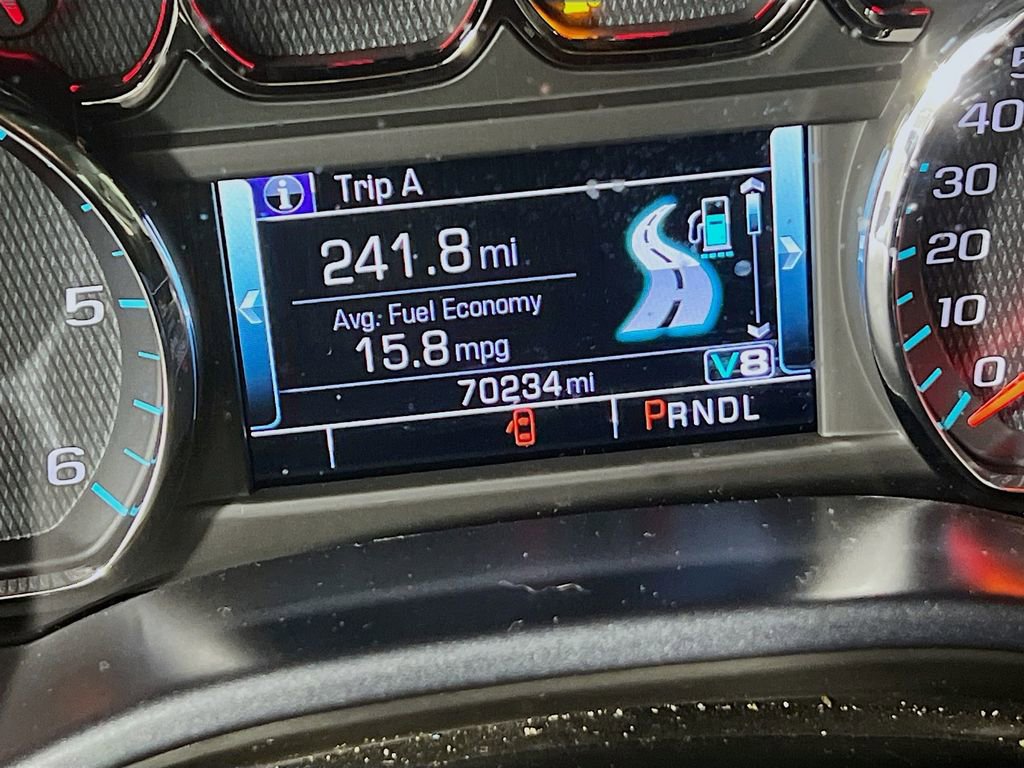 Trip A
241.8 mi
Avg. Fuel Economy
15.8 mpg
V8
70234 mi
PRNDL
5
6
40
30
20
10
0